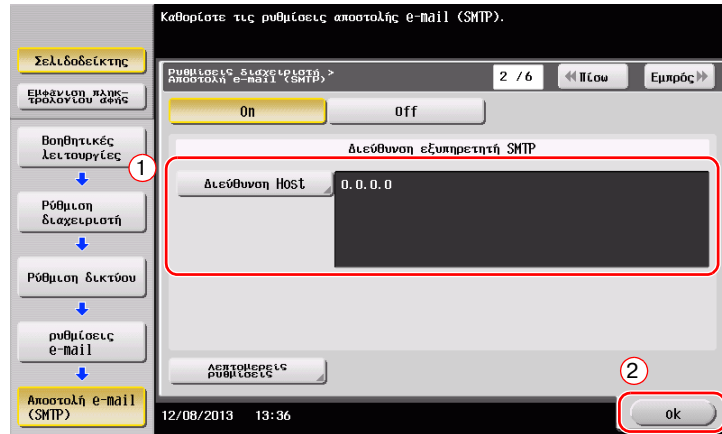 Καθορίστε τις ρυθμίσεις αποστολής e-mail (SMTP).
Σελιδοδείκτης
Εμφάνιση πληκ-
τρολογίου αφής
Βοηθητικές
λειτουργίες
Ρύθμιση
διαχειριστή
Ρύθμιση δικτύου
ρυθμίσεις
e-mail
Αποστολή e-mail
(SMTP)
Ρυθμίσεις διαχειριστή >
Αποστολή e-mail (SMTP)
2 / 6
Πίσω
Εμπρός
On
Off
Διεύθυνση εξυπηρετητή SMTP
1
Διεύθυνση Host
0.0.0.0
Λεπτομερείς
ρυθμίσεις
2
12/08/2013 13:36
ok